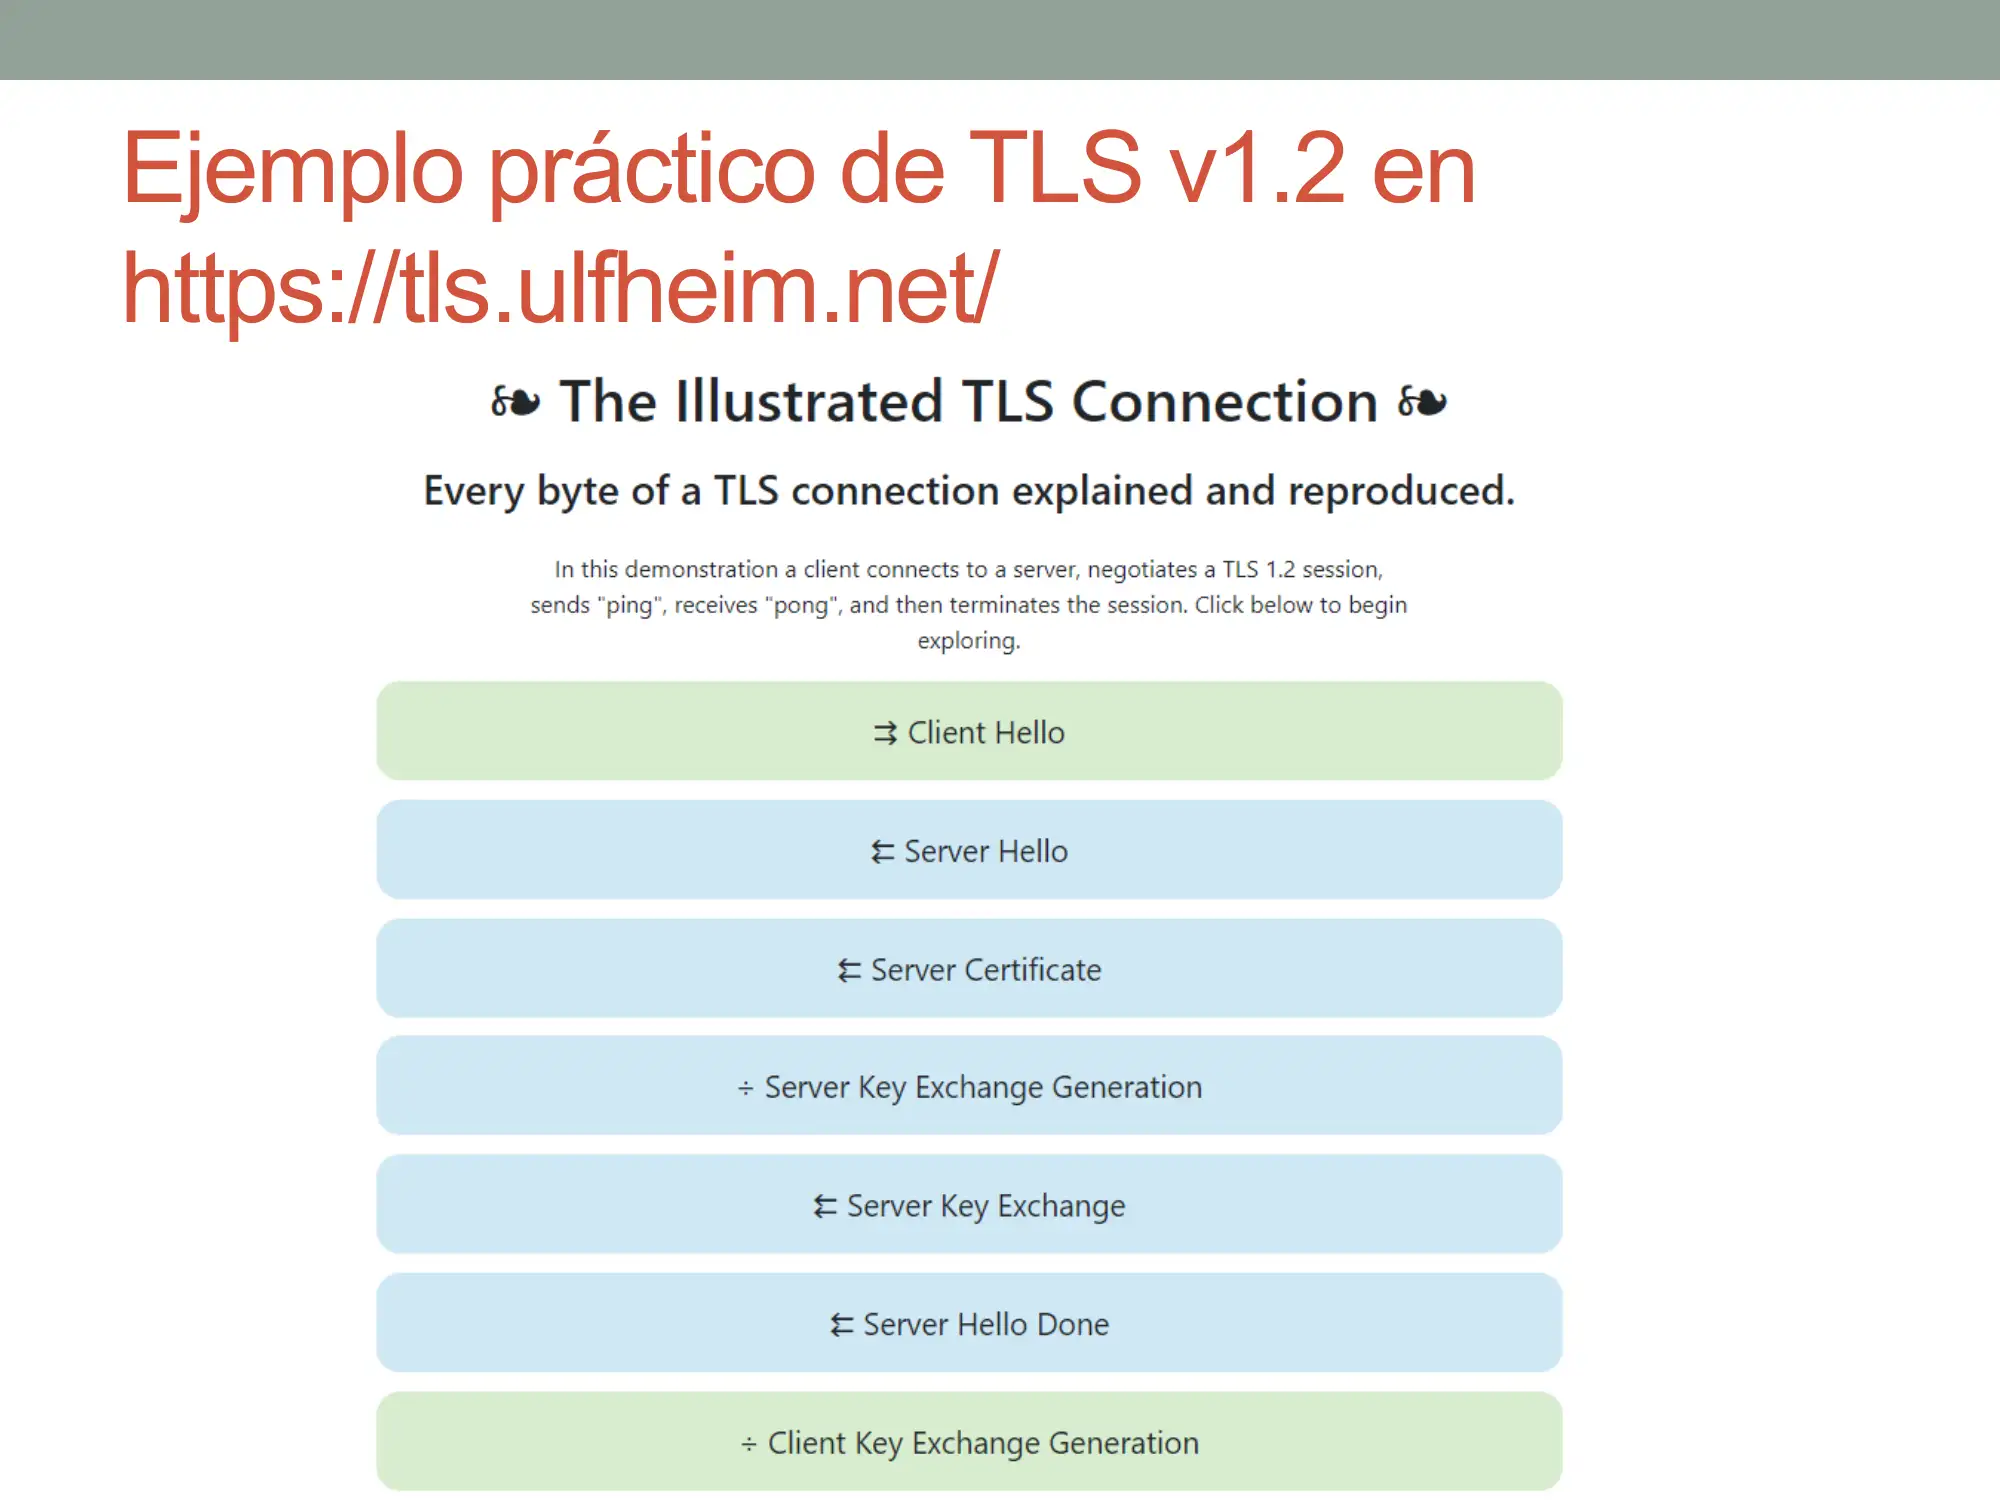 Ejemplo práctico de TLS v1.2 en
https://tls.ulfheim.net/
❧ The Illustrated TLS Connection ❧
Every byte of a TLS connection explained and reproduced.
In this demonstration a client connects to a server, negotiates a TLS 1.2 session,
sends "ping", receives "pong", and then terminates the session. Click below to begin
exploring.
⇉ Client Hello
⇇ Server Hello
⇇ Server Certificate
÷ Server Key Exchange Generation
⇇ Server Key Exchange
⇇ Server Hello Done
÷ Client Key Exchange Generation